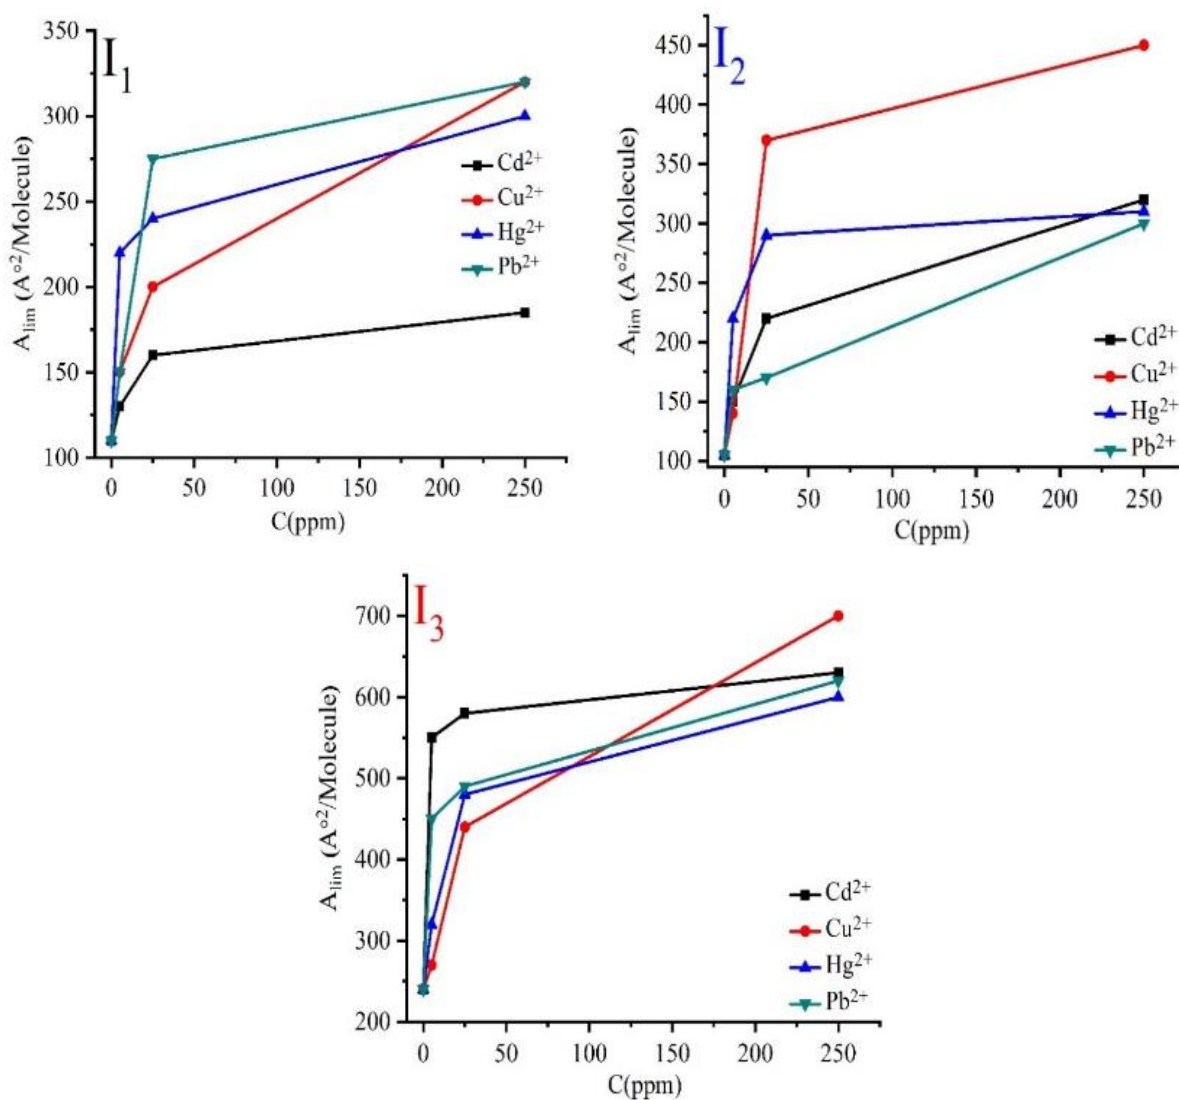 I₁
350
300
250
200
150
100
A_lim (A°²/Molecule)
0 50 100 150 200 250
C(ppm)
Cd²⁺
Cu²⁺
Hg²⁺
Pb²⁺
I₂
450
400
350
300
250
200
150
100
A_lim (A°²/Molecule)
0 50 100 150 200 250
C(ppm)
Cd²⁺
Cu²⁺
Hg²⁺
Pb²⁺
I₃
700
600
500
400
300
200
A_lim (A°²/Molecule)
0 50 100 150 200 250
C(ppm)
Cd²⁺
Cu²⁺
Hg²⁺
Pb²⁺